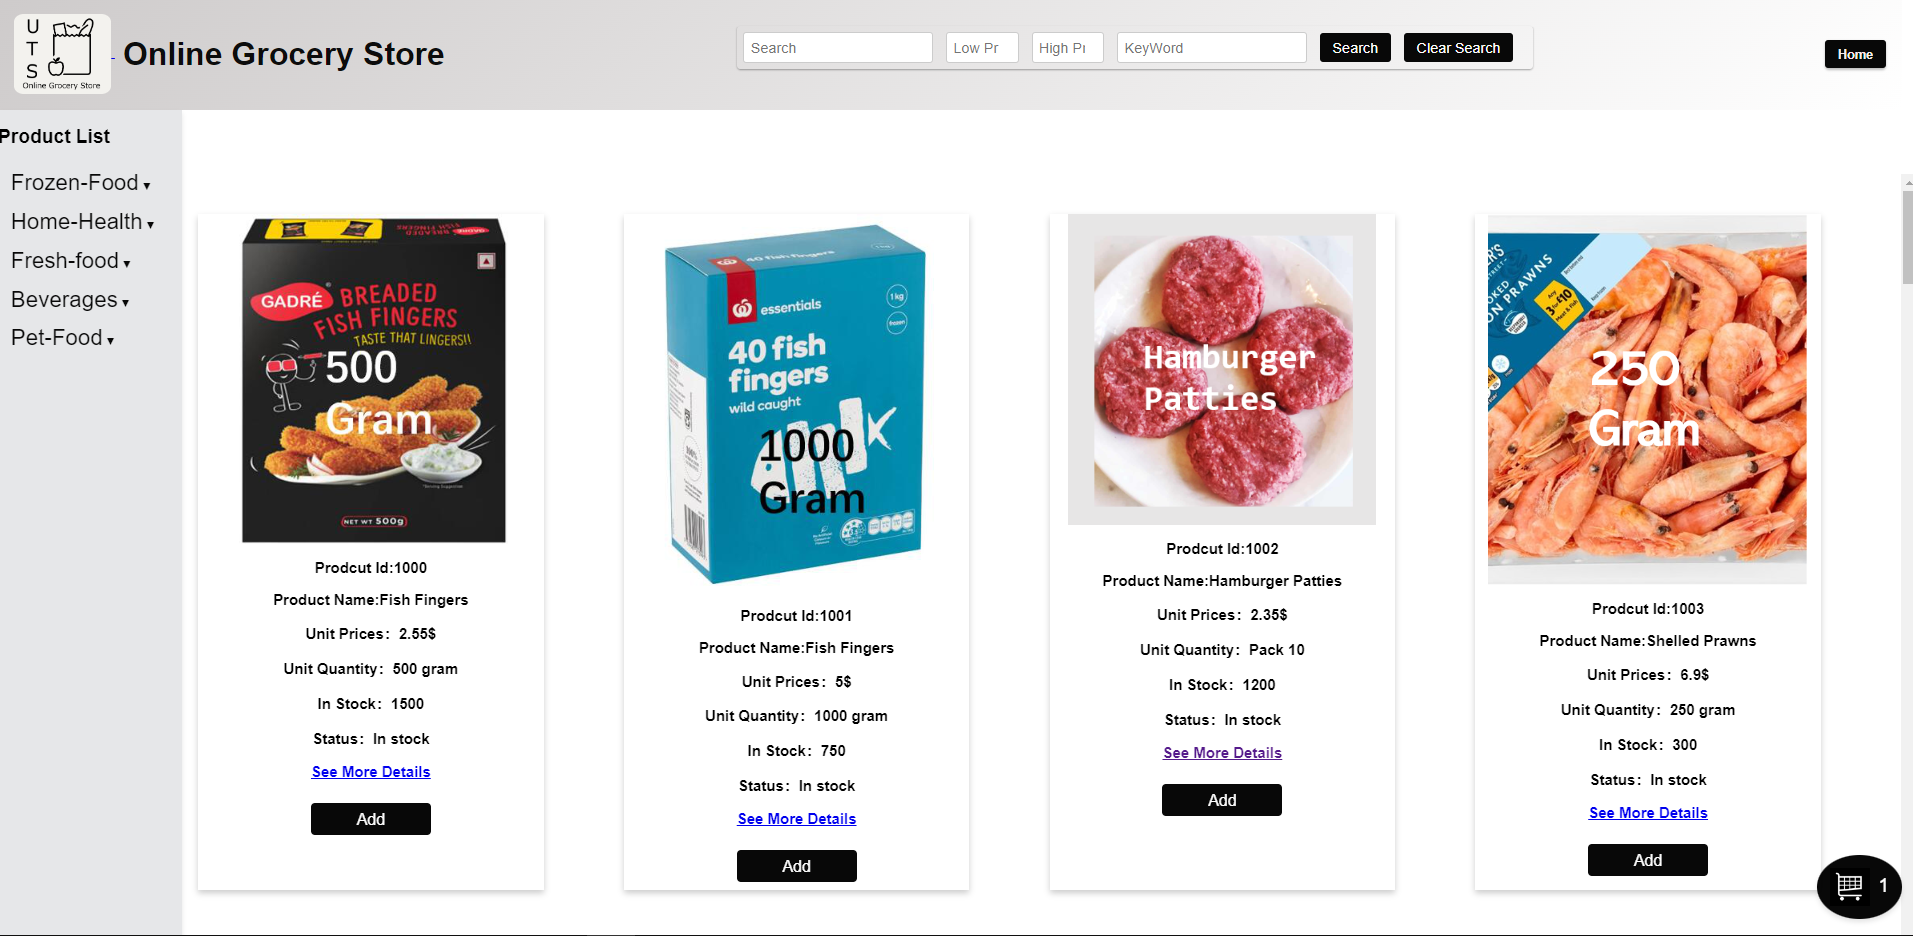 U
T
S
Online Grocery Store
Online Grocery Store
Search
Low Pr
High Pr
KeyWord
Search
Clear Search
Home
Product List
Frozen-Food ▾
Home-Health ▾
Fresh-food ▾
Beverages ▾
Pet-Food ▾
GADRÉ
BREADED
FISH FINGERS
TASTE THAT LINGERS!!
500
Gram
NET WT 500g
Prodcut Id:1000
Product Name:Fish Fingers
Unit Prices：2.55$
Unit Quantity：500 gram
In Stock：1500
Status：In stock
See More Details
Add
40 fish fingers
1kg
essentials
frozen
40 fish
fingers
wild caught
1000
Gram
Prodcut Id:1001
Product Name:Fish Fingers
Unit Prices：5$
Unit Quantity：1000 gram
In Stock：750
Status：In stock
See More Details
Add
Hamburger
Patties
Prodcut Id:1002
Product Name:Hamburger Patties
Unit Prices：2.35$
Unit Quantity：Pack 10
In Stock：1200
Status：In stock
See More Details
Add
PRAWNS
3 for £10
250
Gram
Prodcut Id:1003
Product Name:Shelled Prawns
Unit Prices：6.9$
Unit Quantity：250 gram
In Stock：300
Status：In stock
See More Details
Add
1